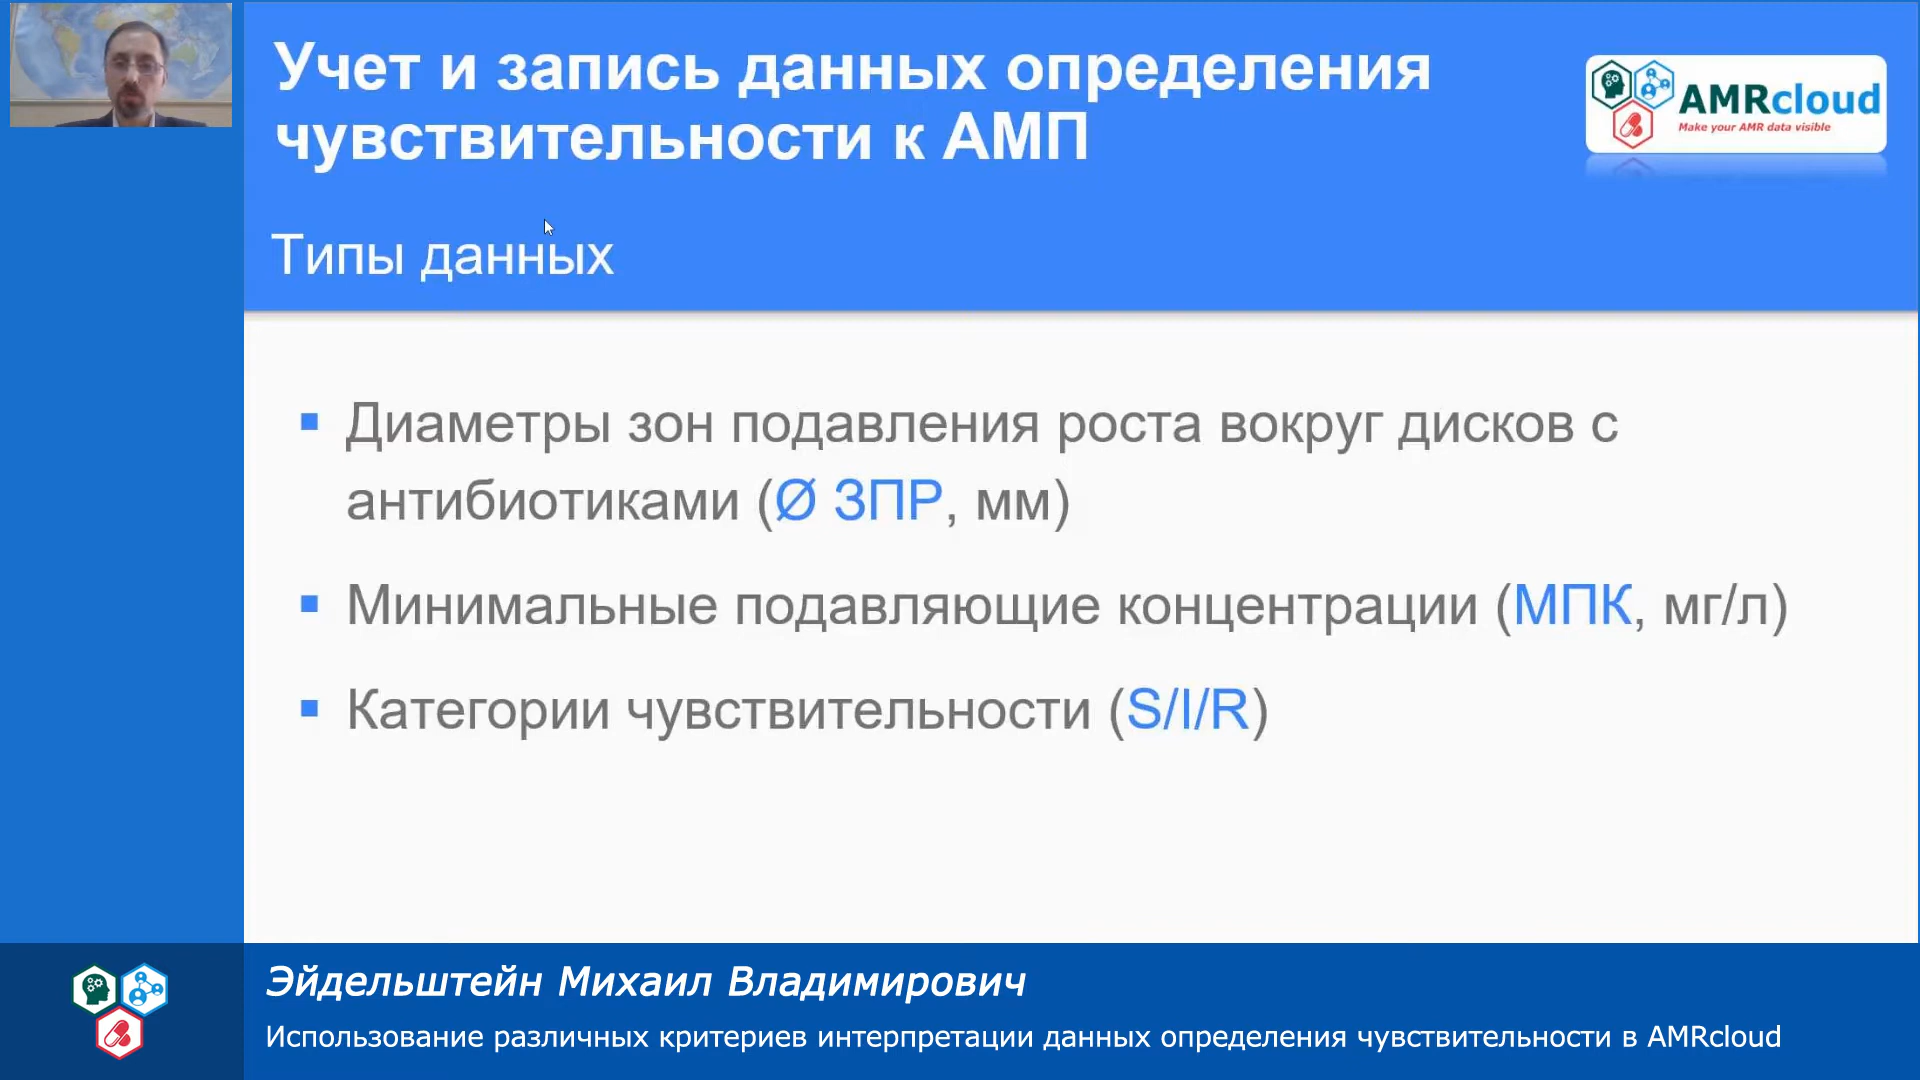 Учет и запись данных определения
чувствительности к АМП
AMRcloud
Make your AMR data visible
Типы данных
▪ Диаметры зон подавления роста вокруг дисков с
антибиотиками (Ø ЗПР, мм)
▪ Минимальные подавляющие концентрации (МПК, мг/л)
▪ Категории чувствительности (S/I/R)
Эйдельштейн Михаил Владимирович
Использование различных критериев интерпретации данных определения чувствительности в AMRcloud